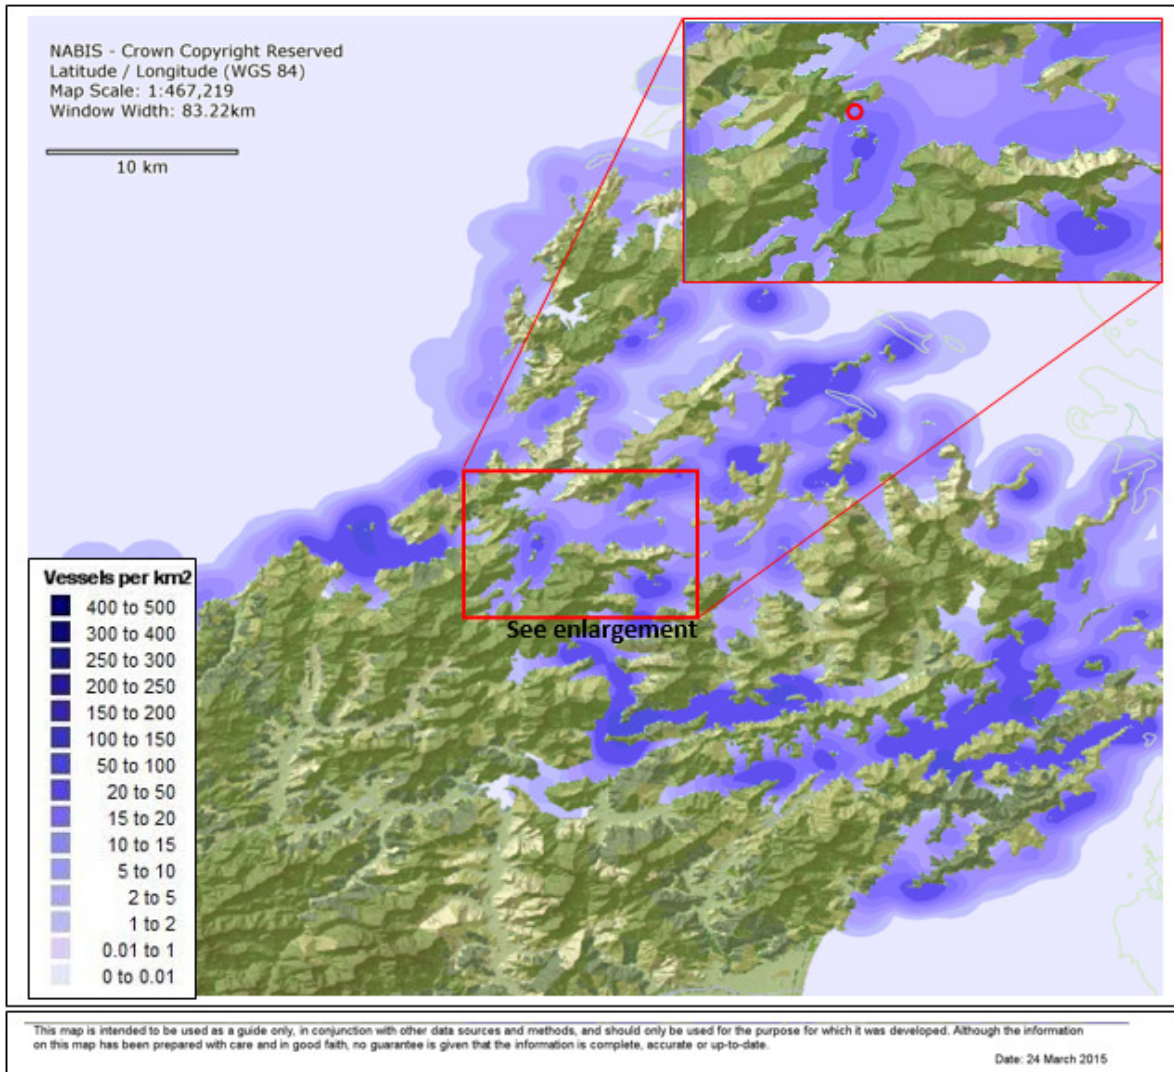 NABIS - Crown Copyright Reserved
Latitude / Longitude (WGS 84)
Map Scale: 1:467,219
Window Width: 83.22km
10 km
See enlargement
Vessels per km2
400 to 500
300 to 400
250 to 300
200 to 250
150 to 200
100 to 150
50 to 100
20 to 50
15 to 20
10 to 15
5 to 10
2 to 5
1 to 2
0.01 to 1
0 to 0.01
This map is intended to be used as a guide only, in conjunction with other data sources and methods, and should only be used for the purpose for which it was developed. Although the information
on this map has been prepared with care and in good faith, no guarantee is given that the information is complete, accurate or up-to-date.
Date: 24 March 2015